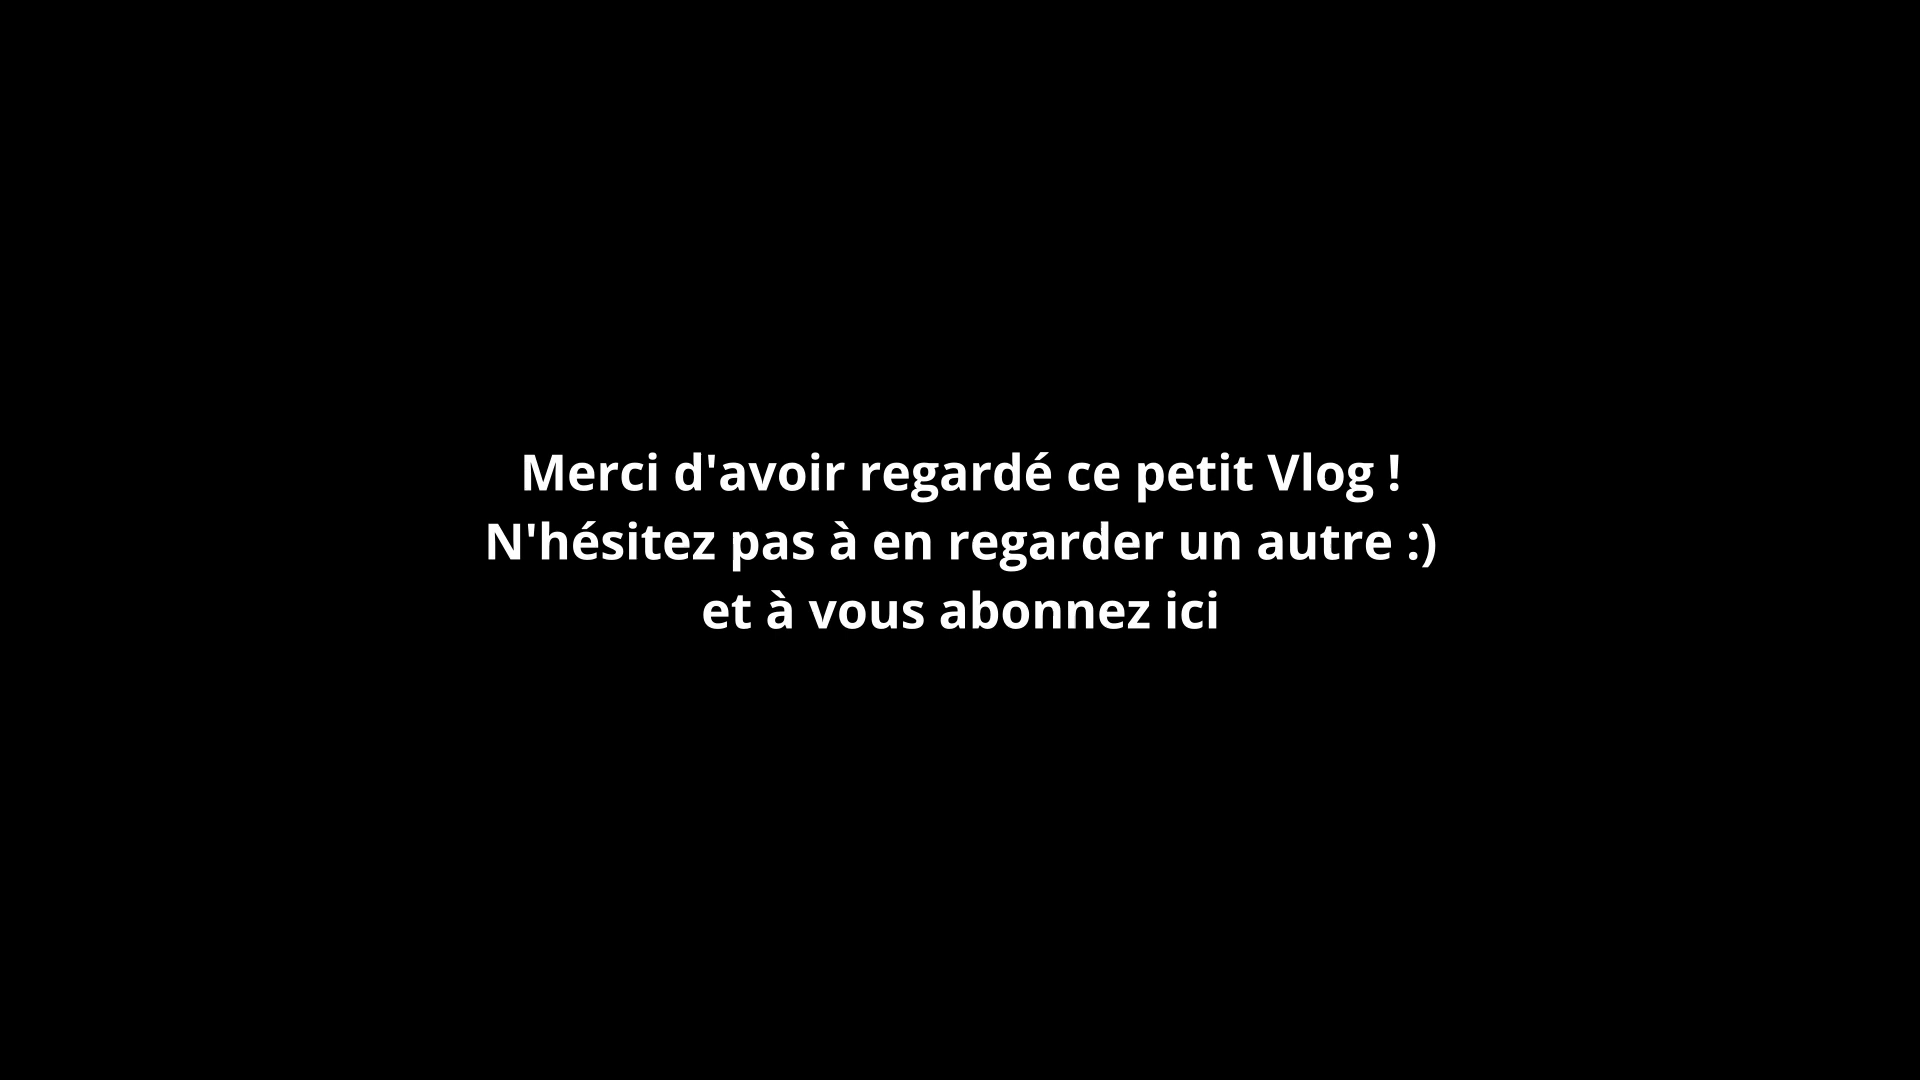 Merci d'avoir regardé ce petit Vlog !
N'hésitez pas à en regarder un autre :)
et à vous abonnez ici